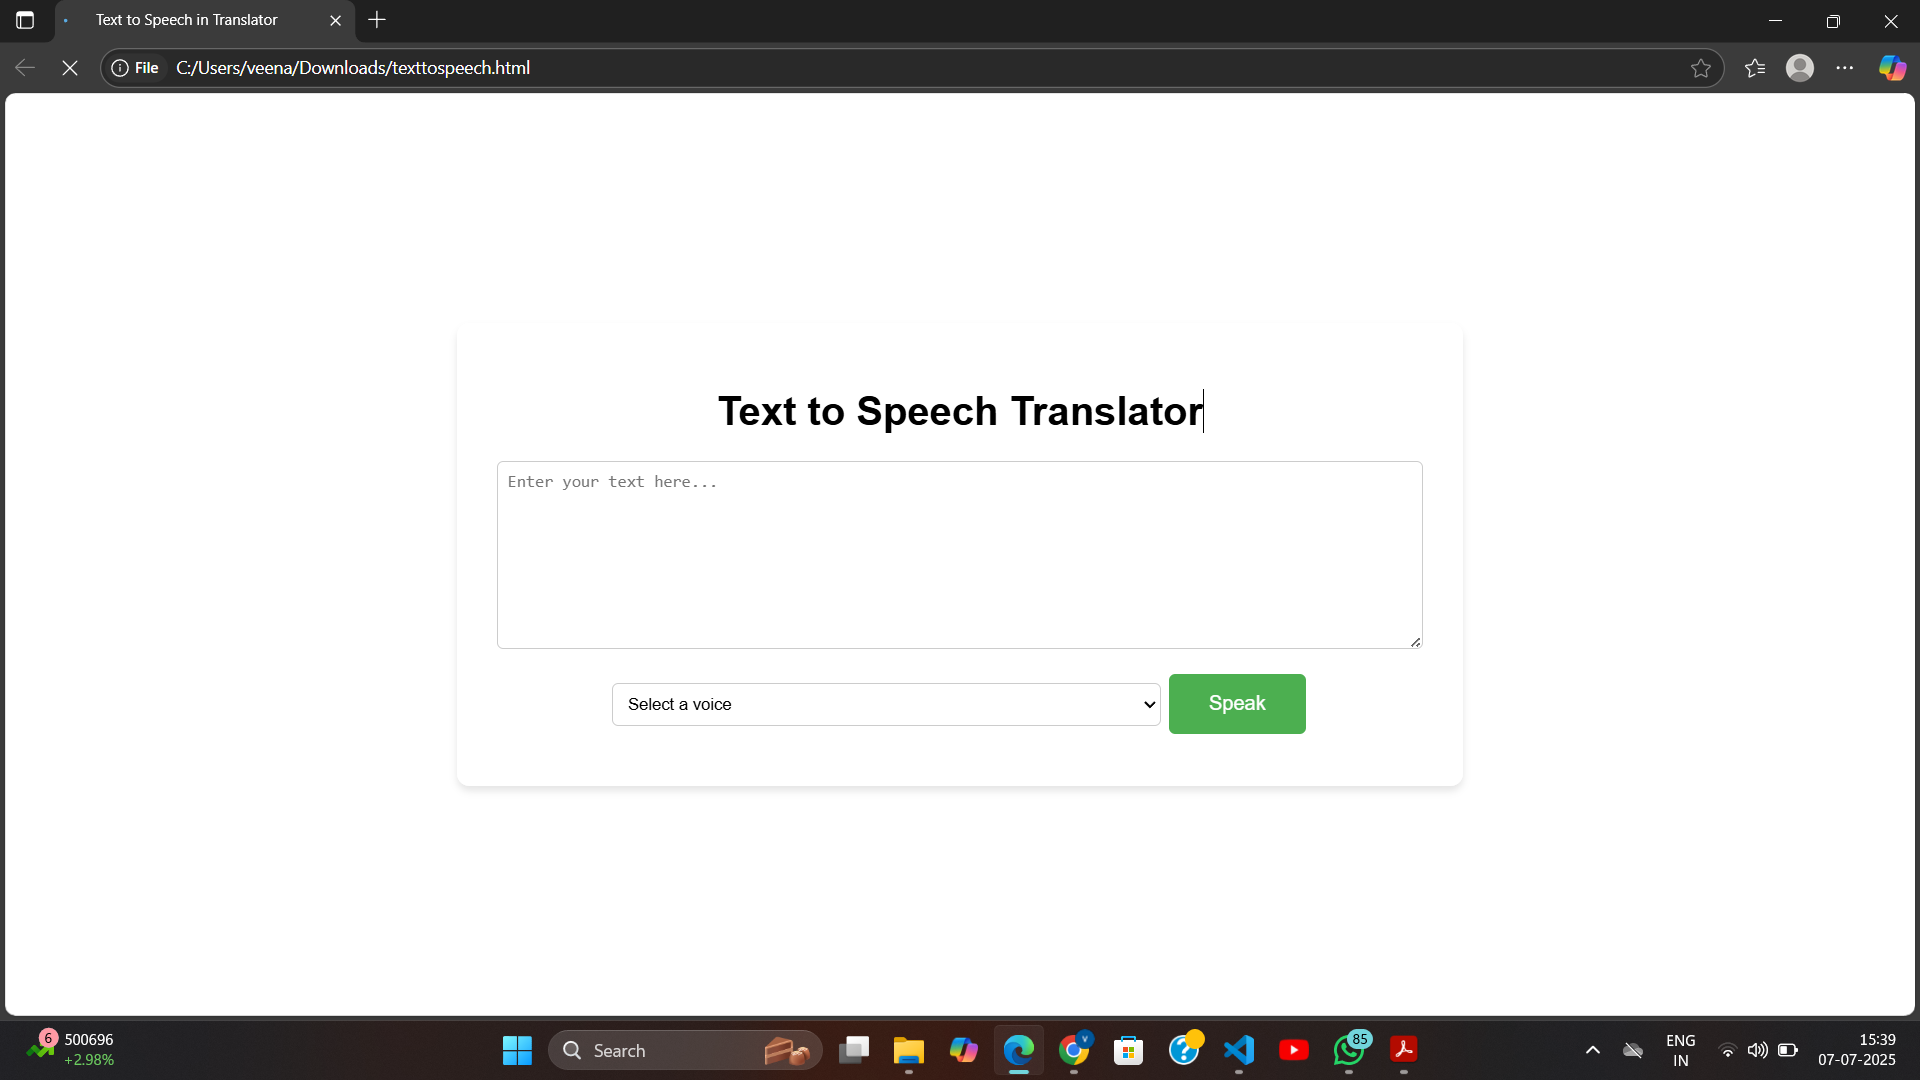 Text to Speech in Translator
File C:/Users/veena/Downloads/texttospeech.html
Text to Speech Translator
Enter your text here...
Select a voice
Speak
6
500696
+2.98%
Search
V
85
ENG
IN
15:39
07-07-2025